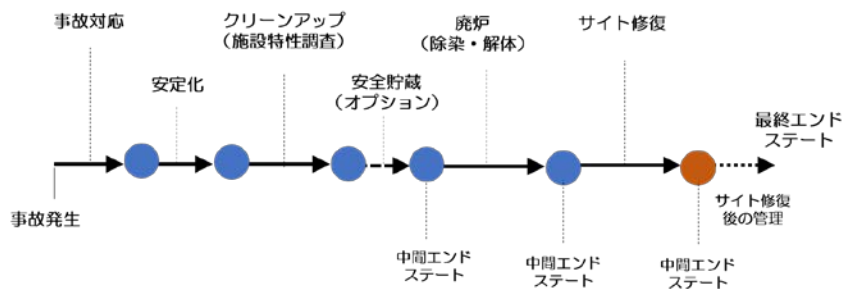 事故対応
クリーンアップ
（施設特性調査）
廃炉
（除染・解体）
サイト修復
安定化
安全貯蔵
（オプション）
最終エンド
ステート
事故発生
サイト修復
後の管理
中間エンド
ステート
中間エンド
ステート
中間エンド
ステート